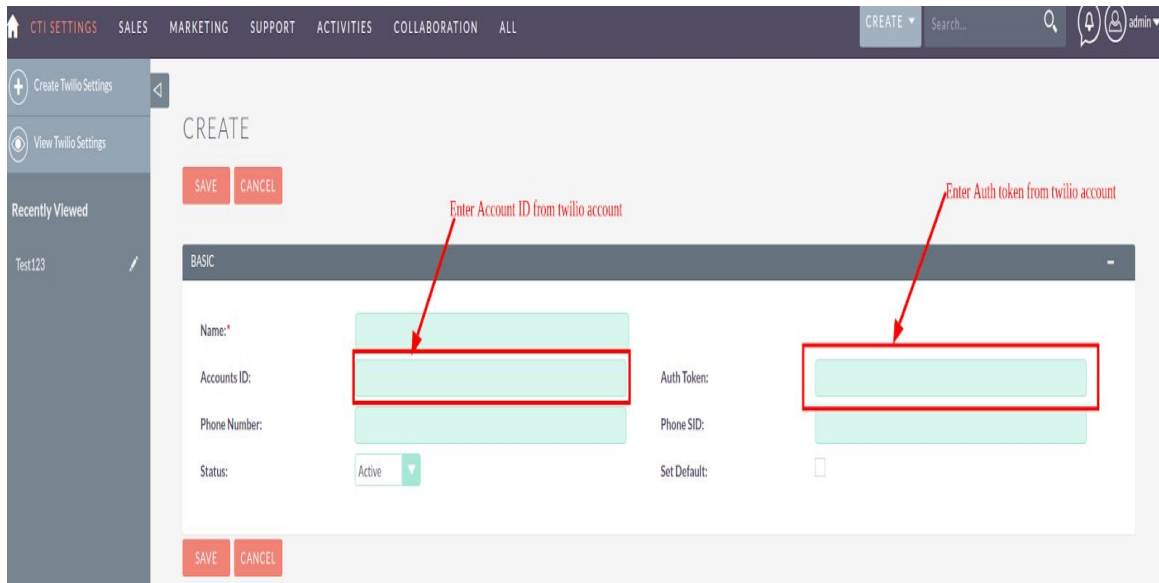 CTI SETTINGS SALES MARKETING SUPPORT ACTIVITIES COLLABORATION ALL CREATE Search... admin
Create Twilio Settings
View Twilio Settings
Recently Viewed
Test123
CREATE
SAVE CANCEL
Enter Account ID from twilio account
Enter Auth token from twilio account
BASIC
Name:*
Accounts ID: Auth Token:
Phone Number: Phone SID:
Status: Active Set Default:
SAVE CANCEL